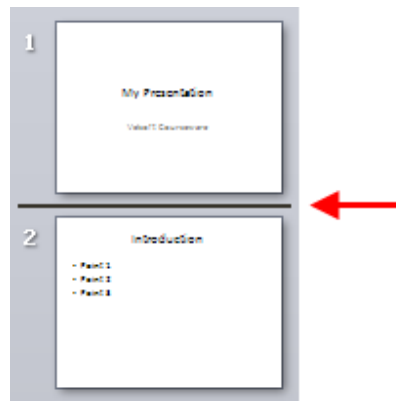 1
My Presentation
Velsoft Courseware
2
Introduction
- Point 1
- Point 2
- Point 3